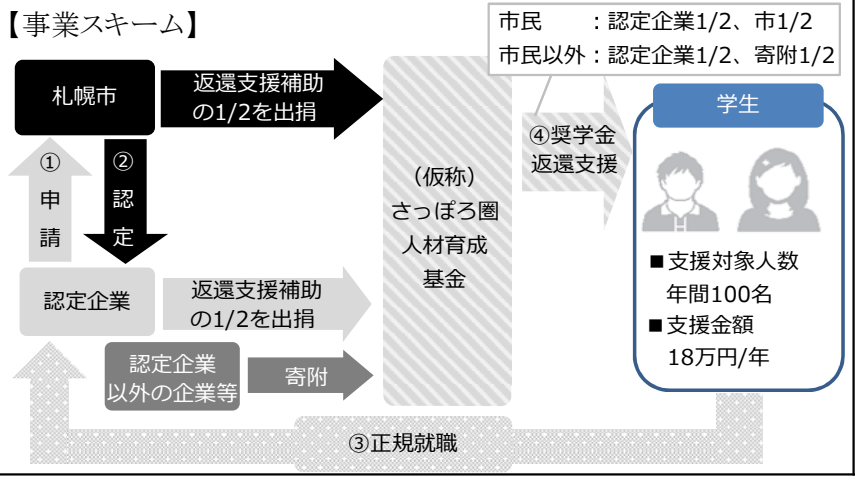 【事業スキーム】
市民　　：認定企業1/2、市1/2
市民以外：認定企業1/2、寄附1/2
札幌市
返還支援補助
の1/2を出捐
①
申
請
②
認
定
認定企業
返還支援補助
の1/2を出捐
認定企業
以外の企業等
寄附
（仮称）
さっぽろ圏
人材育成
基金
④奨学金
返還支援
学生
■支援対象人数
年間100名
■支援金額
18万円/年
③正規就職